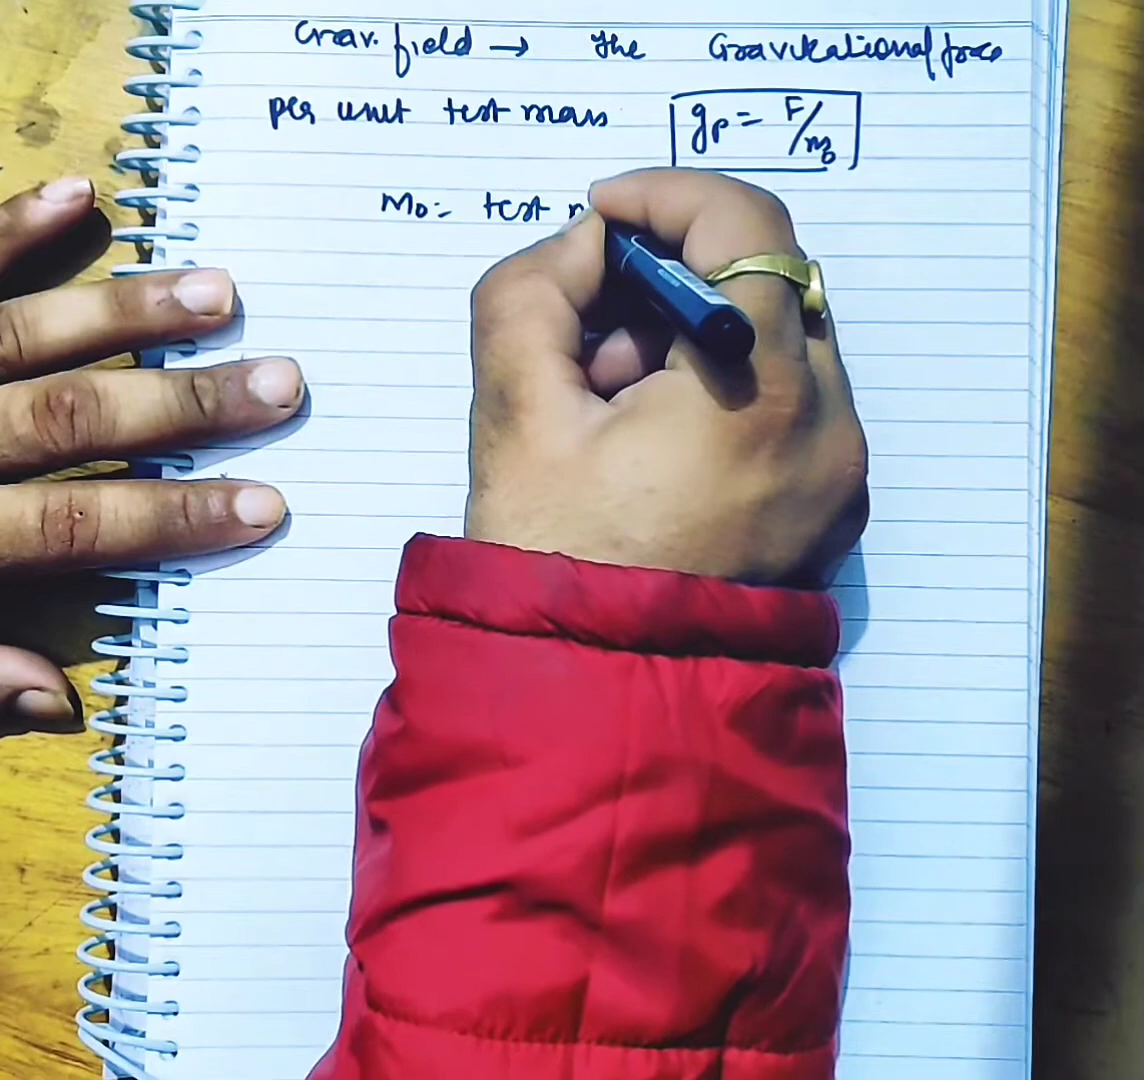 Grav. field → The Gravitational force
per unit test mass gp = F/m₀
M₀ :- test